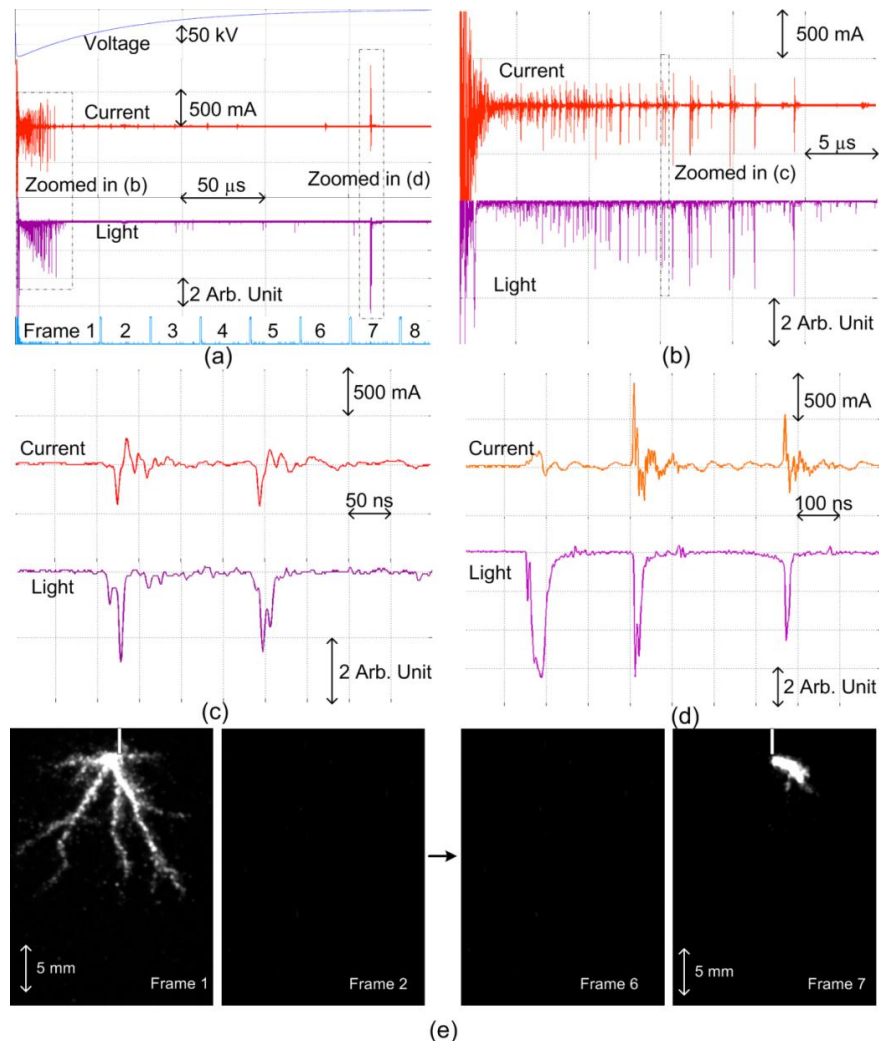 Voltage
50 kV
Current
500 mA
Zoomed in (b)
50 μs
Zoomed in (d)
Light
2 Arb. Unit
Frame 1 2 3 4 5 6 7 8
(a)
500 mA
Current
5 μs
Zoomed in (c)
Light
2 Arb. Unit
(b)
500 mA
Current
50 ns
Light
2 Arb. Unit
(c)
500 mA
Current
100 ns
Light
2 Arb. Unit
(d)
5 mm
Frame 1
Frame 2
Frame 6
5 mm
Frame 7
(e)